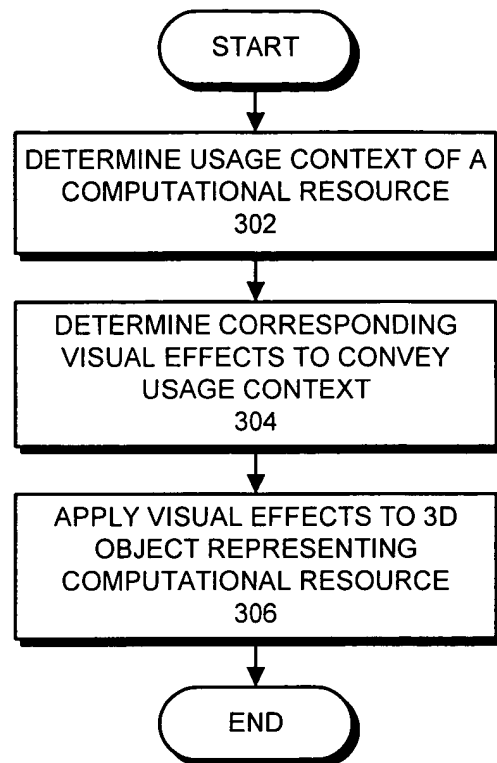 START
DETERMINE USAGE CONTEXT OF A
COMPUTATIONAL RESOURCE
302
DETERMINE CORRESPONDING
VISUAL EFFECTS TO CONVEY
USAGE CONTEXT
304
APPLY VISUAL EFFECTS TO 3D
OBJECT REPRESENTING
COMPUTATIONAL RESOURCE
306
END